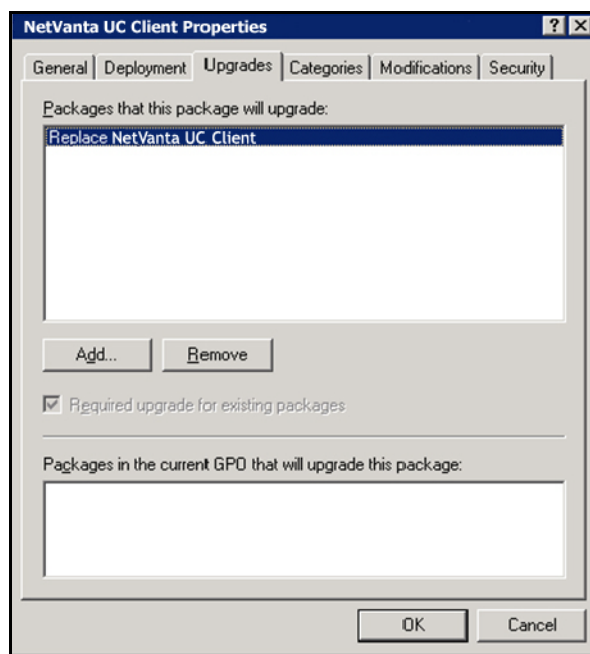 NetVanta UC Client Properties
General Deployment Upgrades Categories Modifications Security
Packages that this package will upgrade:
Replace NetVanta UC Client
Add... Remove
Required upgrade for existing packages
Packages in the current GPO that will upgrade this package:
OK Cancel